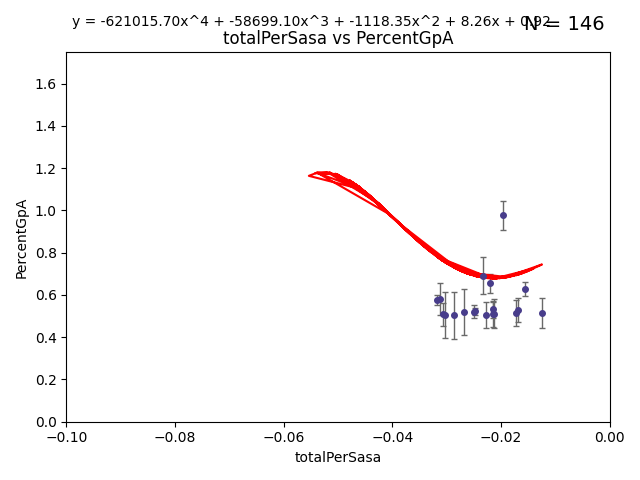 y = -621015.70x^4 + -58699.10x^3 + -1118.35x^2 + 8.26x + 0.92
N = 146
totalPerSasa vs PercentGpA
1.6
1.4
1.2
1.0
0.8
0.6
0.4
0.2
0.0
PercentGpA
−0.10 −0.08 −0.06 −0.04 −0.02 0.00
totalPerSasa